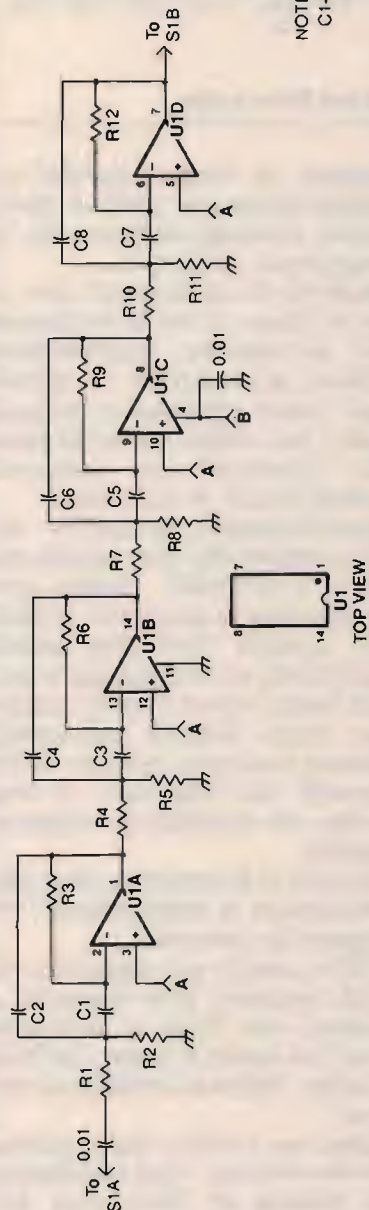 To
S1A
0.01
R1
R2
C1
C2
R3
2
3
1
U1A
A
R4
R5
C3
C4
R6
13
12
14
11
U1B
A
R7
R8
C5
C6
R9
9
10
8
4
U1C
A
B
0.01
R10
R11
C7
C8
R12
6
5
7
U1D
A
To
S1B
8
7
14
1
U1
TOP VIEW
NOT
C1-